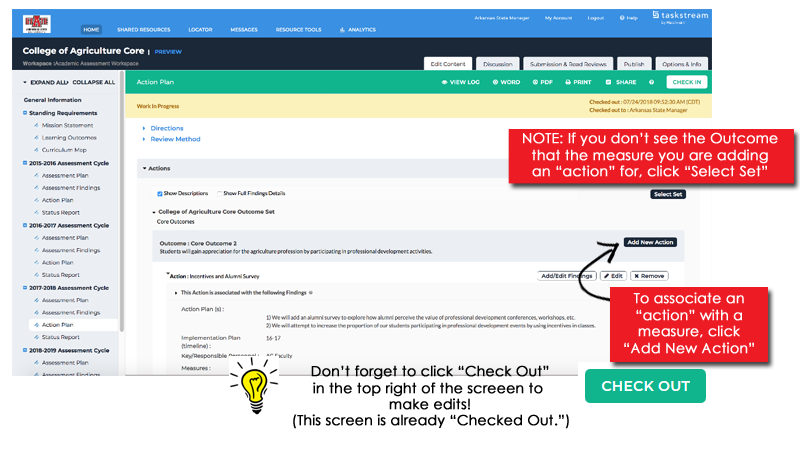 Arkansas State Manager My Account Logout Help
taskstream
by Watermark
HOME SHARED RESOURCES LOCATOR MESSAGES RESOURCE TOOLS ANALYTICS
College of Agriculture Core | PREVIEW
Workspace :Academic Assessment Workspace
Edit Content Discussion Submission & Read Reviews Publish Options & Info
EXPAND ALL COLLAPSE ALL
Action Plan VIEW LOG WORD PDF PRINT SHARE CHECK IN
General Information
Standing Requirements
Mission Statement
Learning Outcomes
Curriculum Map
2015-2016 Assessment Cycle
Assessment Plan
Assessment Findings
Action Plan
Status Report
2016-2017 Assessment Cycle
Assessment Plan
Assessment Findings
Action Plan
Status Report
2017-2018 Assessment Cycle
Assessment Plan
Assessment Findings
Action Plan
Status Report
2018-2019 Assessment Cycle
Assessment Plan
Assessment Findings
Work In Progress
Checked out : 07/24/2018 09:52:30 AM (CDT)
Checked out to : Arkansas State Manager
Directions
Review Method
NOTE: If you don't see the Outcome
that the measure you are adding
an "action" for, click "Select Set"
Actions
Show Descriptions Show Full Findings Details
Select Set
College of Agriculture Core Outcome Set
Core Outcomes
Outcome : Core Outcome 2
Students will gain appreciation for the agriculture profession by participating in professional development activities.
Add New Action
Action : Incentives and Alumni Survey
Add/Edit Findings Edit Remove
This Action is associated with the following Findings
Action Plan (s) :
1) We will add an alumni survey to explore how alumni perceive the value of professional development conferences, workshops, etc.
2) We will attempt to increase the proportion of our students participating in professional development events by using incentives in classes.
Implementation Plan
(timeline) : 16-17
Key/Responsible Personnel : AG Faculty
Measures :
To associate an
"action" with a
measure, click
"Add New Action"
Don't forget to click "Check Out"
in the top right of the screeen to
make edits!
(This screen is already "Checked Out.")
CHECK OUT